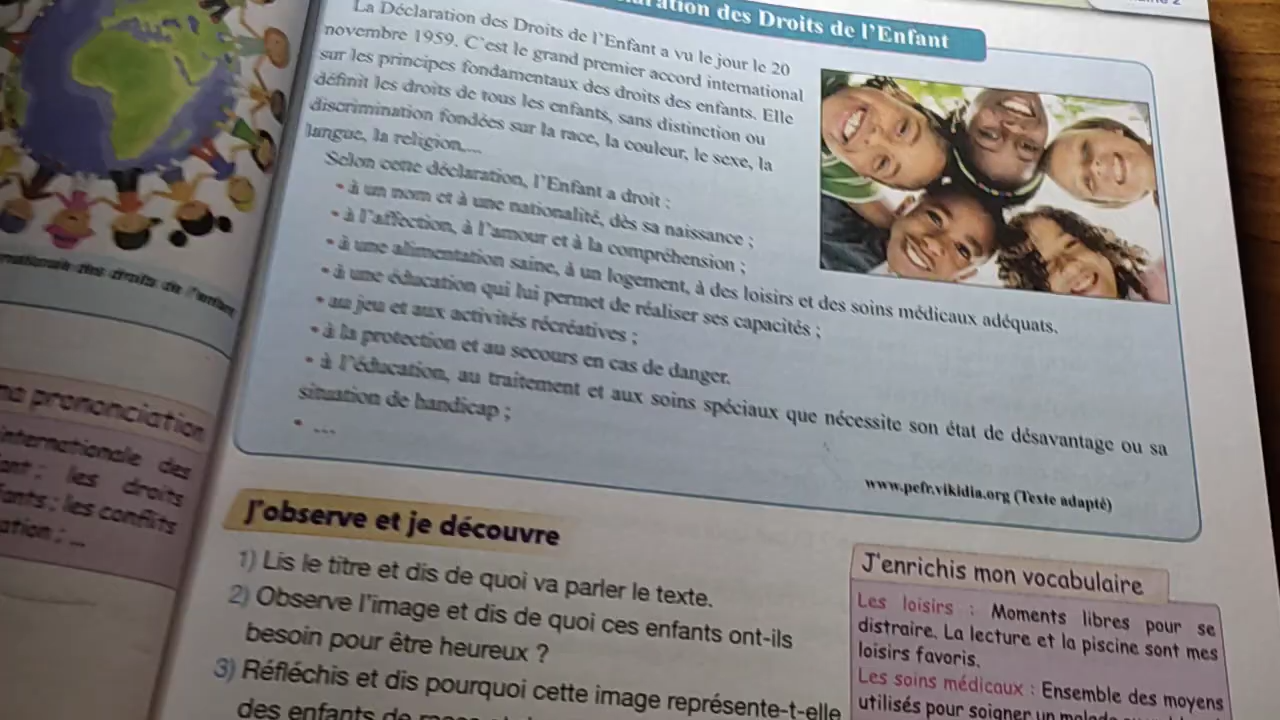 des Droits de l'Enfant
La Déclaration des Droits de l'Enfant a vu le jour le 20
novembre 1959. C'est le grand premier accord international
sur les principes fondamentaux des droits des enfants. Elle
définit les droits de tous les enfants, sans distinction ou
discrimination fondées sur la race, la couleur, le sexe, la
langue, la religion,...
Selon cette déclaration, l'Enfant a droit :
• à un nom et à une nationalité, dès sa naissance ;
• à l'affection, à l'amour et à la compréhension ;
• à une alimentation saine, à un logement, à des loisirs et des soins médicaux adéquats.
• à une éducation qui lui permet de réaliser ses capacités ;
• au jeu et aux activités récréatives ;
• à la protection et au secours en cas de danger.
• à l'éducation, au traitement et aux soins spéciaux que nécessite son état de désavantage ou sa
situation de handicap ;
• ...
www.pefr.vikidia.org (Texte adapté)
des droits de l'enfant
prononciation
internationale des
les droits
les conflits
J'observe et je découvre
1) Lis le titre et dis de quoi va parler le texte.
2) Observe l'image et dis de quoi ces enfants ont-ils
besoin pour être heureux ?
3) Réfléchis et dis pourquoi cette image représente-t-elle
des enfants de
J'enrichis mon vocabulaire
Les loisirs : Moments libres pour se
distraire. La lecture et la piscine sont mes
loisirs favoris.
Les soins médicaux : Ensemble des moyens
utilisés pour soigner un